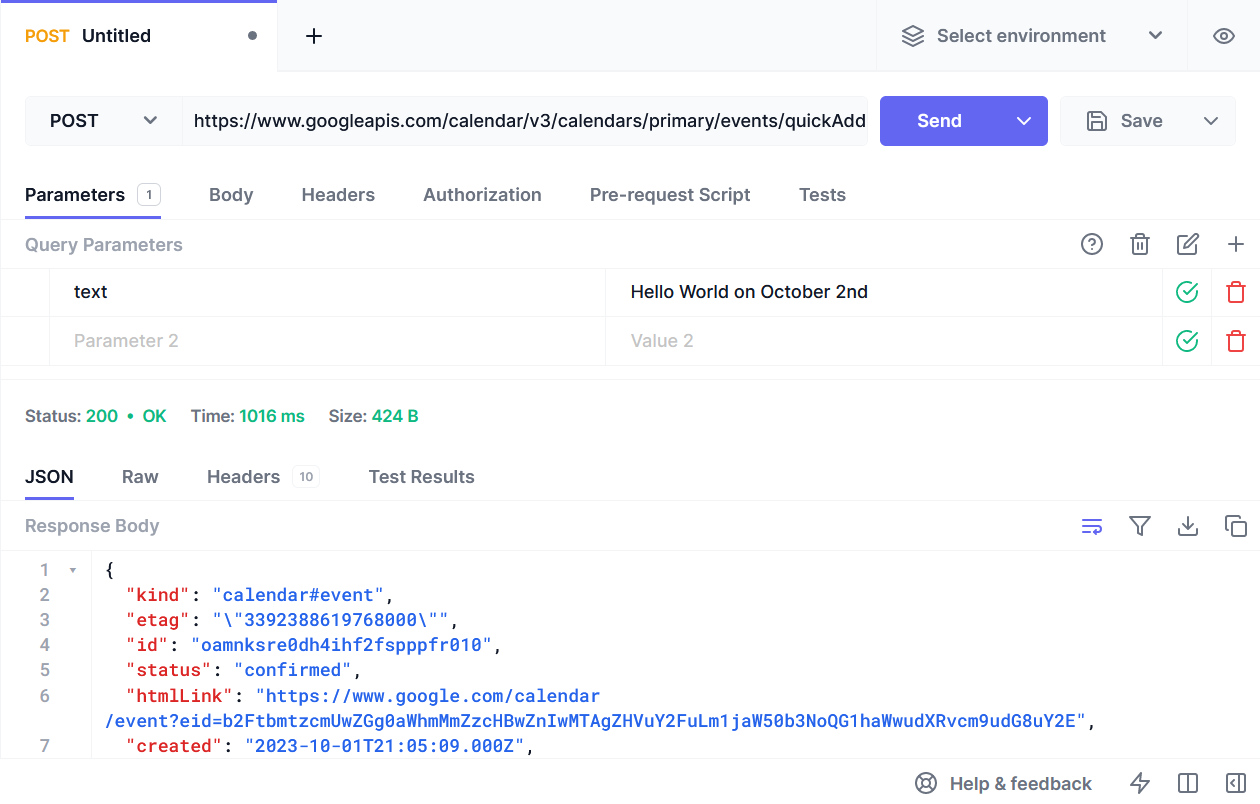 POST Untitled
Select environment
POST
https://www.googleapis.com/calendar/v3/calendars/primary/events/quickAdd
Send
Save
Parameters 1 Body Headers Authorization Pre-request Script Tests
Query Parameters
text Hello World on October 2nd
Parameter 2 Value 2
Status: 200 • OK Time: 1016 ms Size: 424 B
JSON Raw Headers 10 Test Results
Response Body
1 {
2 "kind": "calendar#event",
3 "etag": "\"3392388619768000\"",
4 "id": "oamnksre0dh4ihf2fspppfr010",
5 "status": "confirmed",
6 "htmlLink": "https://www.google.com/calendar
/event?eid=b2FtbmtzcmUwZGg0aWhmMmZzcHBwZnIwMTAgZHVuY2FuLm1jaW50b3NoQG1haWwudXRvcm9udG8uY2E",
7 "created": "2023-10-01T21:05:09.000Z",
Help & feedback